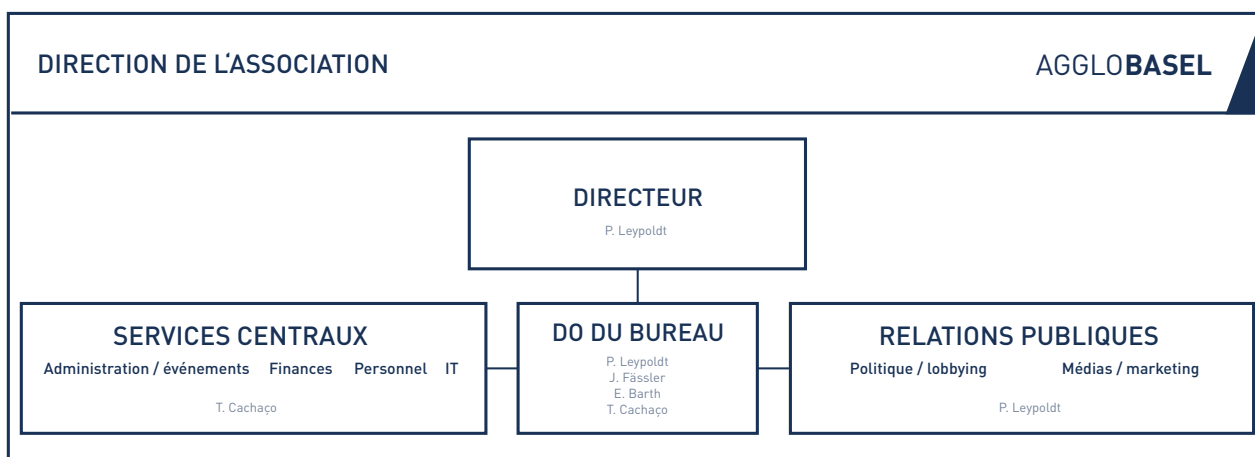 DIRECTION DE L‘ASSOCIATION
AGGLOBASEL
DIRECTEUR
P. Leypoldt
SERVICES CENTRAUX
Administration / événements Finances Personnel IT
T. Cachaço
DO DU BUREAU
P. Leypoldt
J. Fässler
E. Barth
T. Cachaço
RELATIONS PUBLIQUES
Politique / lobbying Médias / marketing
P. Leypoldt